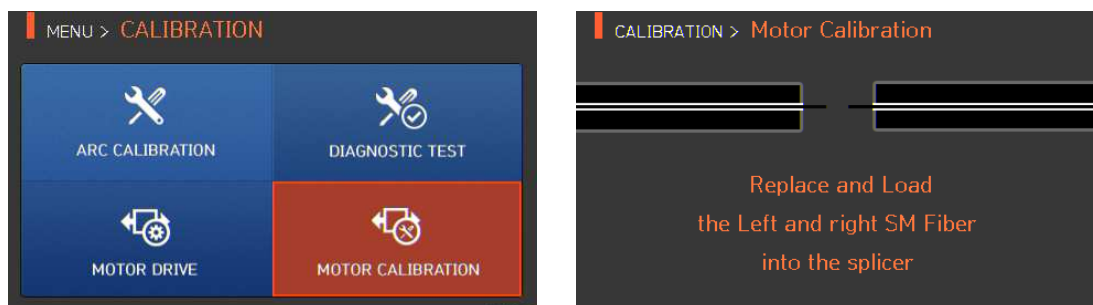 MENU > CALIBRATION
ARC CALIBRATION
DIAGNOSTIC TEST
MOTOR DRIVE
MOTOR CALIBRATION
CALIBRATION > Motor Calibration
Replace and Load
the Left and right SM Fiber
into the splicer